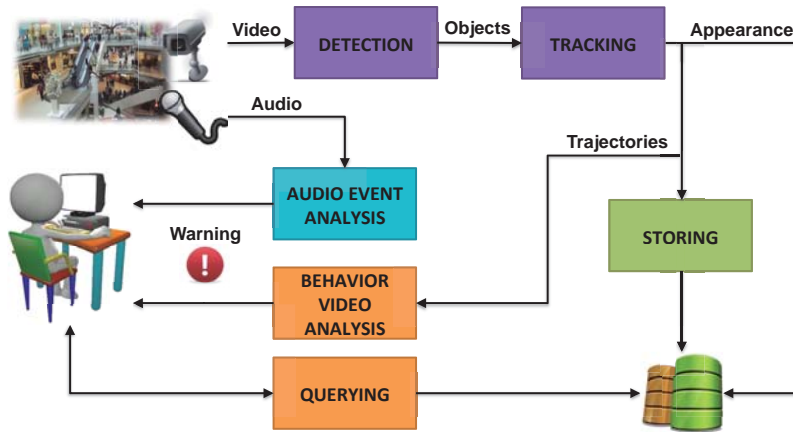 Video
DETECTION
Objects
TRACKING
Appearance
Audio
Trajectories
AUDIO EVENT
ANALYSIS
STORING
Warning
!
BEHAVIOR
VIDEO
ANALYSIS
QUERYING